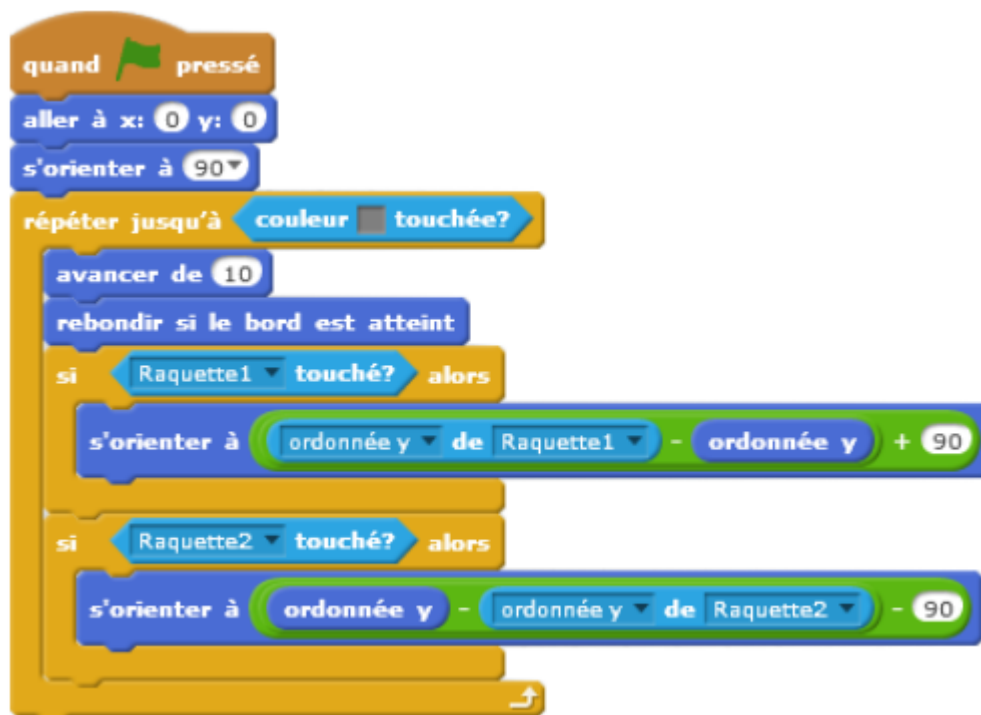 quand pressé
aller à x: 0 y: 0
s'orienter à 90
répéter jusqu'à couleur touchée?
avancer de 10
rebondir si le bord est atteint
si Raquette1 touché? alors
s'orienter à ordonnée y de Raquette1 - ordonnée y + 90
si Raquette2 touché? alors
s'orienter à ordonnée y - ordonnée y de Raquette2 - 90